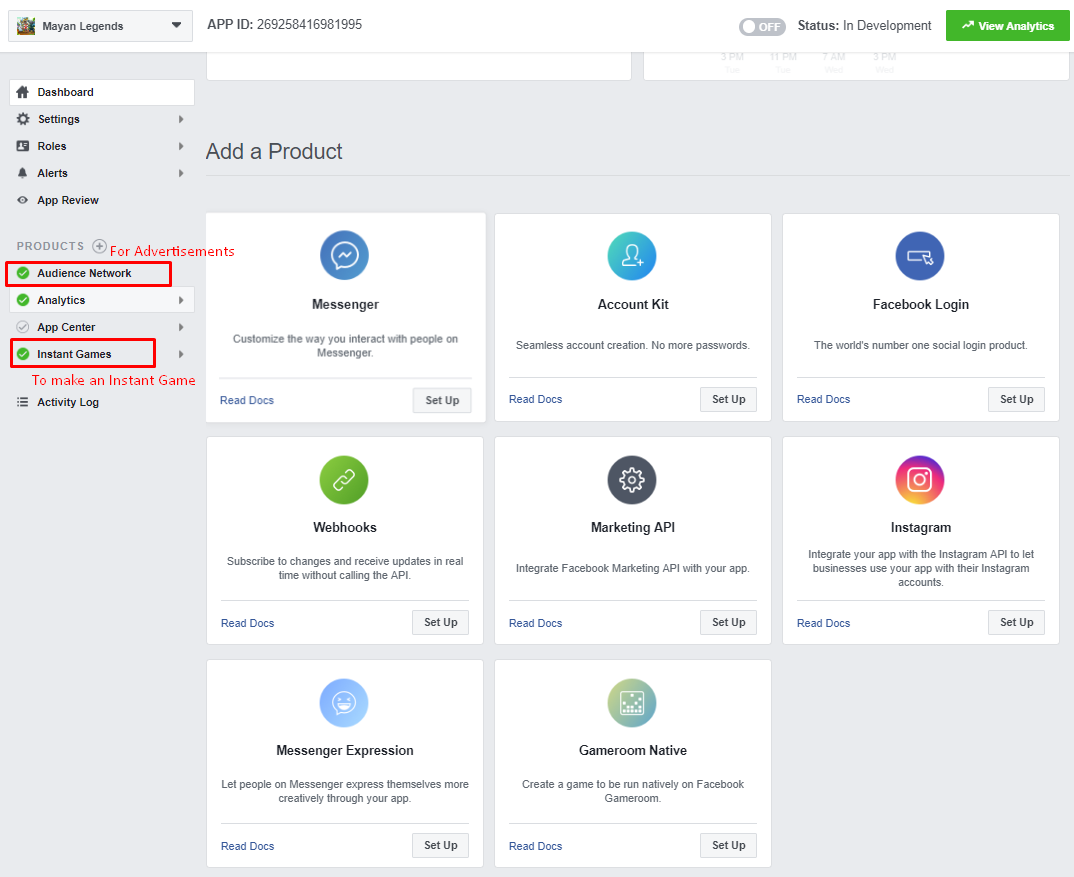 Mayan Legends
APP ID: 269258416981995
OFF
Status: In Development
View Analytics
3 PM 11 PM 7 AM 3 PM
Tue Tue Wed Wed
Dashboard
Settings
Roles
Alerts
App Review
PRODUCTS
For Advertisements
Audience Network
Analytics
App Center
Instant Games
To make an Instant Game
Activity Log
Add a Product
Messenger
Customize the way you interact with people on
Messenger.
Read Docs
Set Up
Account Kit
Seamless account creation. No more passwords.
Read Docs
Set Up
Facebook Login
The world's number one social login product.
Read Docs
Set Up
Webhooks
Subscribe to changes and receive updates in real
time without calling the API.
Read Docs
Set Up
Marketing API
Integrate Facebook Marketing API with your app.
Read Docs
Set Up
Instagram
Integrate your app with the Instagram API to let
businesses use your app with their Instagram
accounts.
Read Docs
Set Up
Messenger Expression
Let people on Messenger express themselves more
creatively through your app.
Read Docs
Set Up
Gameroom Native
Create a game to be run natively on Facebook
Gameroom.
Read Docs
Set Up